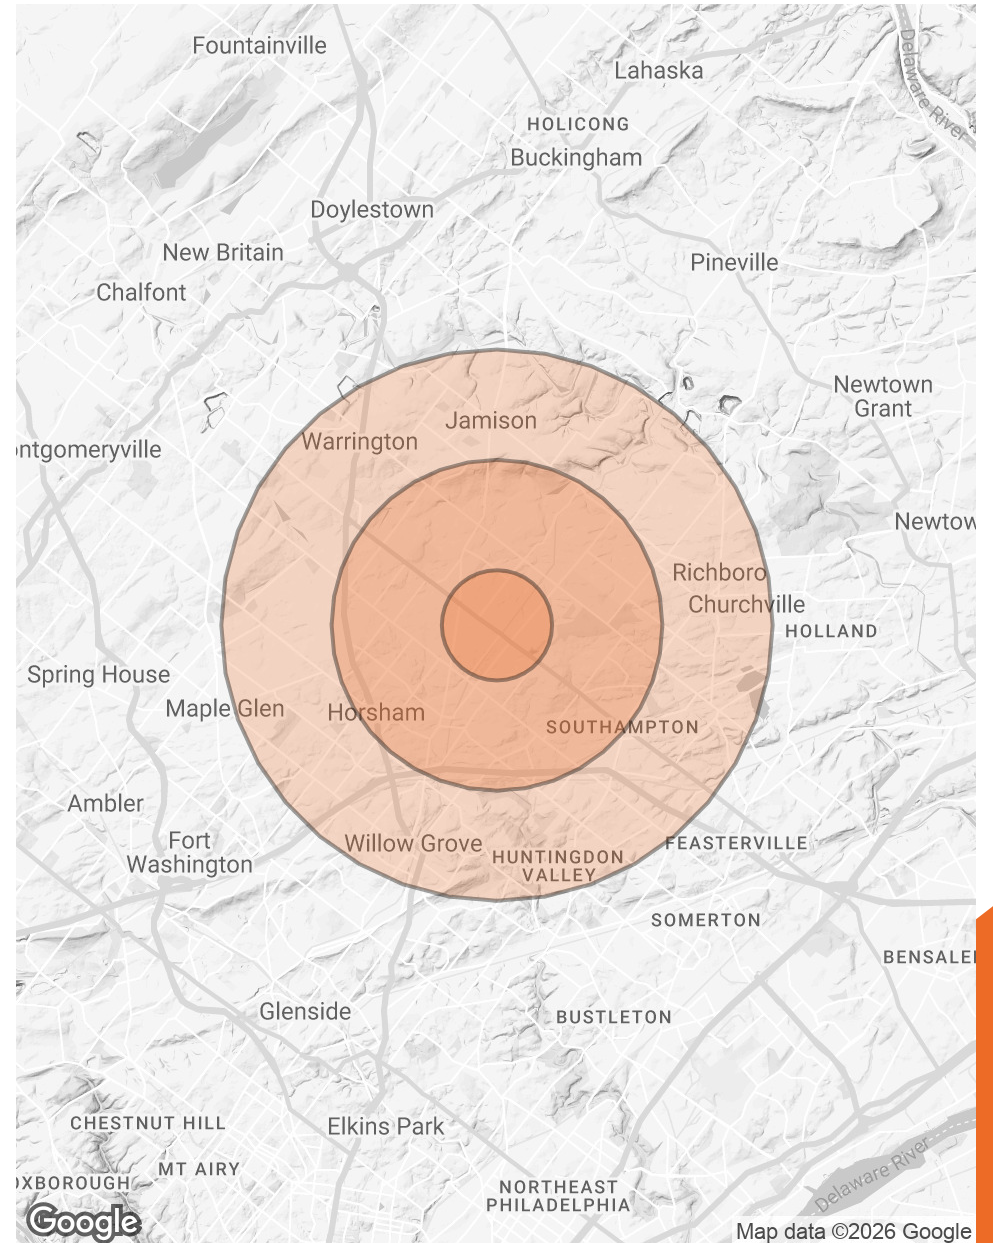 Fountainville
Lahaska
Delaware River
HOLICONG
Buckingham
Doylestown
New Britain
Pineville
Chalfont
Newtown
Grant
Jamison
Warrington
ontgomeryville
Newtow
Richboro
Churchville
HOLLAND
Spring House
Maple Glen
Horsham
SOUTHAMPTON
Ambler
Fort
Washington
Willow Grove
FEASTERVILLE
HUNTINGDON
VALLEY
SOMERTON
BENSALE
Glenside
BUSTLETON
CHESTNUT HILL
Elkins Park
MT AIRY
OXBOROUGH
NORTHEAST
PHILADELPHIA
Delaware River
Google
Map data ©2026 Google